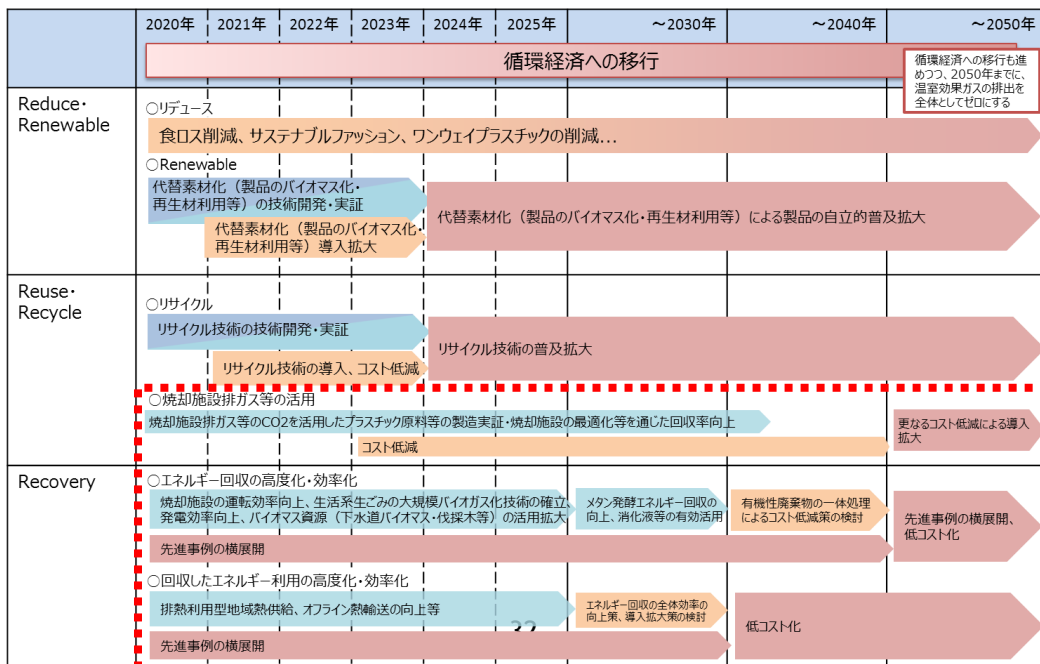 2020年 2021年 2022年 2023年 2024年 2025年 ～2030年 ～2040年 ～2050年
循環経済への移行
循環経済への移行も進
めつつ、2050年までに、
温室効果ガスの排出を
全体としてゼロにする
Reduce・
Renewable
○リデュース
食ロス削減、サステナブルファッション、ワンウェイプラスチックの削減…
○Renewable
代替素材化（製品のバイオマス化・
再生材利用等）の技術開発・実証
代替素材化（製品のバイオマス化・
再生材利用等）導入拡大
代替素材化（製品のバイオマス化・再生材利用等）による製品の自立的普及拡大
Reuse・
Recycle
○リサイクル
リサイクル技術の技術開発・実証
リサイクル技術の導入、コスト低減
リサイクル技術の普及拡大
○焼却施設排ガス等の活用
焼却施設排ガス等のCO2を活用したプラスチック原料等の製造実証・焼却施設の最適化等を通じた回収率向上
コスト低減
更なるコスト低減による導入
拡大
Recovery
○エネルギー回収の高度化・効率化
焼却施設の運転効率向上、生活系生ごみの大規模バイオガス化技術の確立、
発電効率向上、バイオマス資源（下水道バイオマス・伐採木等）の活用拡大
メタン発酵エネルギー回収の
向上、消化液等の有効活用
有機性廃棄物の一体処理
によるコスト低減策の検討
先進事例の横展開、
低コスト化
先進事例の横展開
○回収したエネルギー利用の高度化・効率化
排熱利用型地域熱供給、オフライン熱輸送の向上等
エネルギー回収の全体効率の
向上策、導入拡大策の検討
32
低コスト化
先進事例の横展開